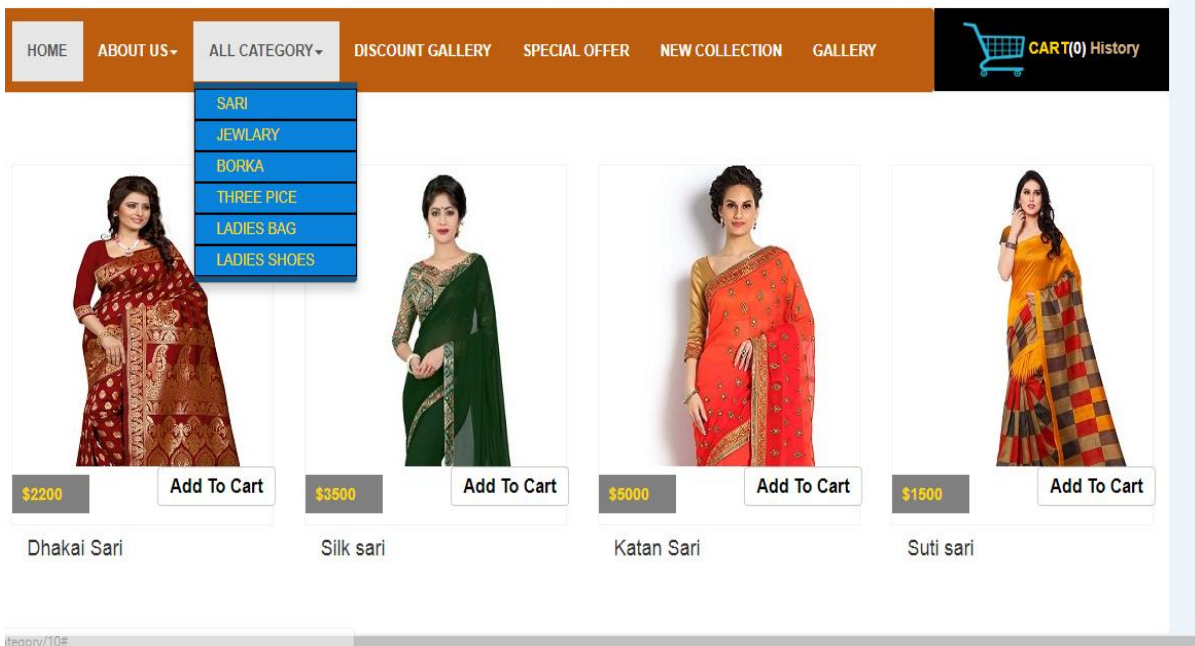 HOME ABOUT US ALL CATEGORY DISCOUNT GALLERY SPECIAL OFFER NEW COLLECTION GALLERY CART(0) History
SARI
JEWLARY
BORKA
THREE PICE
LADIES BAG
LADIES SHOES
$2200 Add To Cart $3500 Add To Cart $5000 Add To Cart $1500 Add To Cart
Dhakai Sari Silk sari Katan Sari Suti sari
tegory/10#